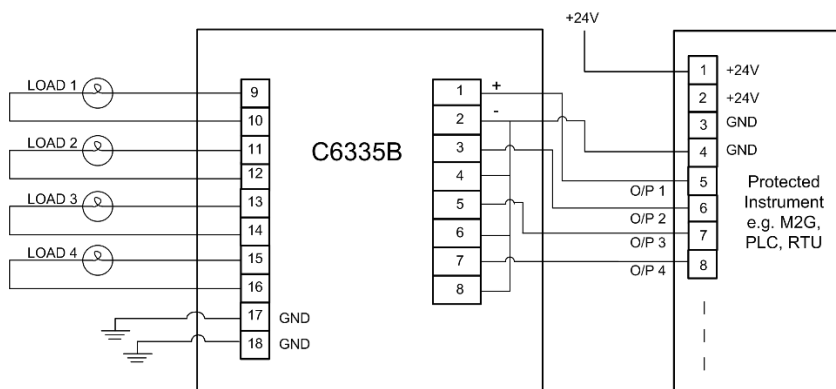 +24V
LOAD 1
9
10
LOAD 2
11
12
LOAD 3
13
14
LOAD 4
15
16
17 GND
18 GND
C6335B
1 +
2 -
3
4
5
6
7
8
O/P 1
O/P 2
O/P 3
O/P 4
1 +24V
2 +24V
3 GND
4 GND
5
6
7
8
Protected
Instrument
e.g. M2G,
PLC, RTU